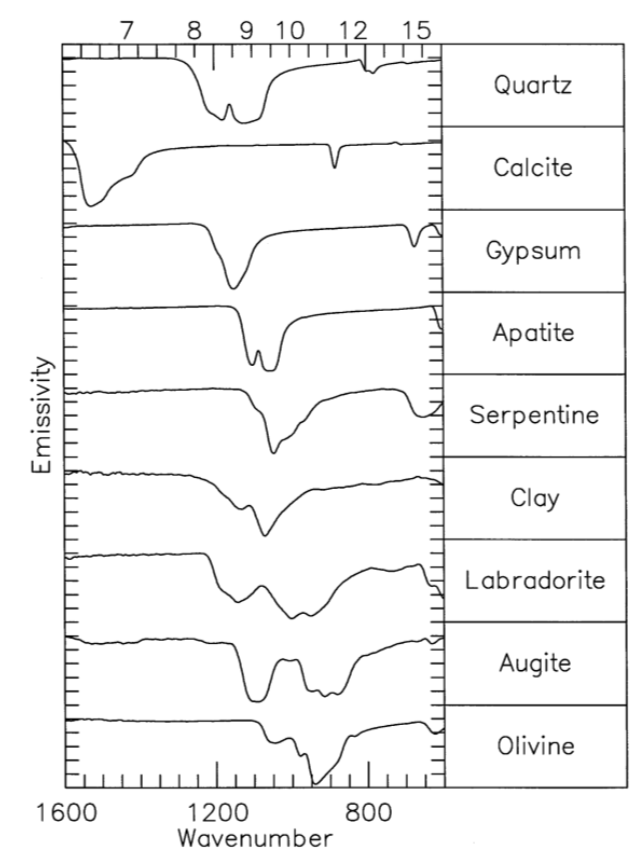 7 8 9 10 12 15
Quartz
Calcite
Gypsum
Apatite
Serpentine
Clay
Labradorite
Augite
Olivine
Emissivity
1600 1200 800
Wavenumber